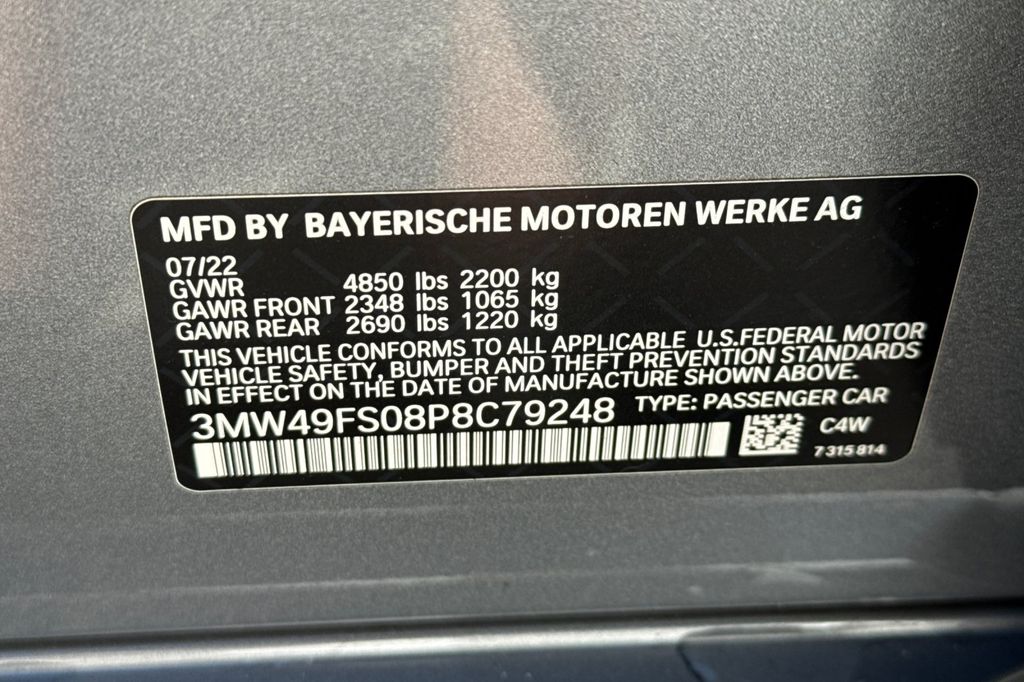 MFD BY BAYERISCHE MOTOREN WERKE AG
07/22
GVWR 4850 lbs 2200 kg
GAWR FRONT 2348 lbs 1065 kg
GAWR REAR 2690 lbs 1220 kg
THIS VEHICLE CONFORMS TO ALL APPLICABLE U.S.FEDERAL MOTOR
VEHICLE SAFETY, BUMPER AND THEFT PREVENTION STANDARDS
IN EFFECT ON THE DATE OF MANUFACTURE SHOWN ABOVE.
3MW49FS08P8C79248 TYPE: PASSENGER CAR
C4W
7 315 814